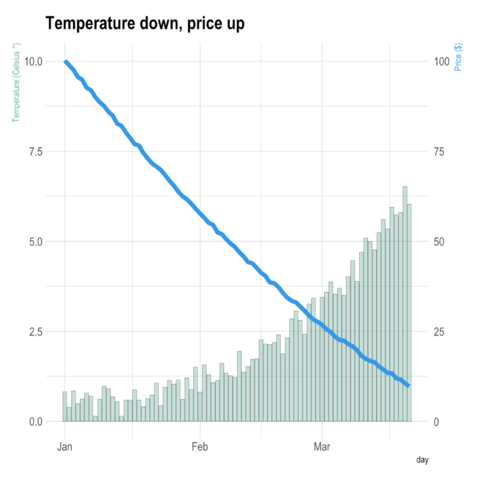 Temperature down, price up
Temperature (Celsius °)
10.0
7.5
5.0
2.5
0.0
Price ($)
100
75
50
25
0
Jan
Feb
Mar
day